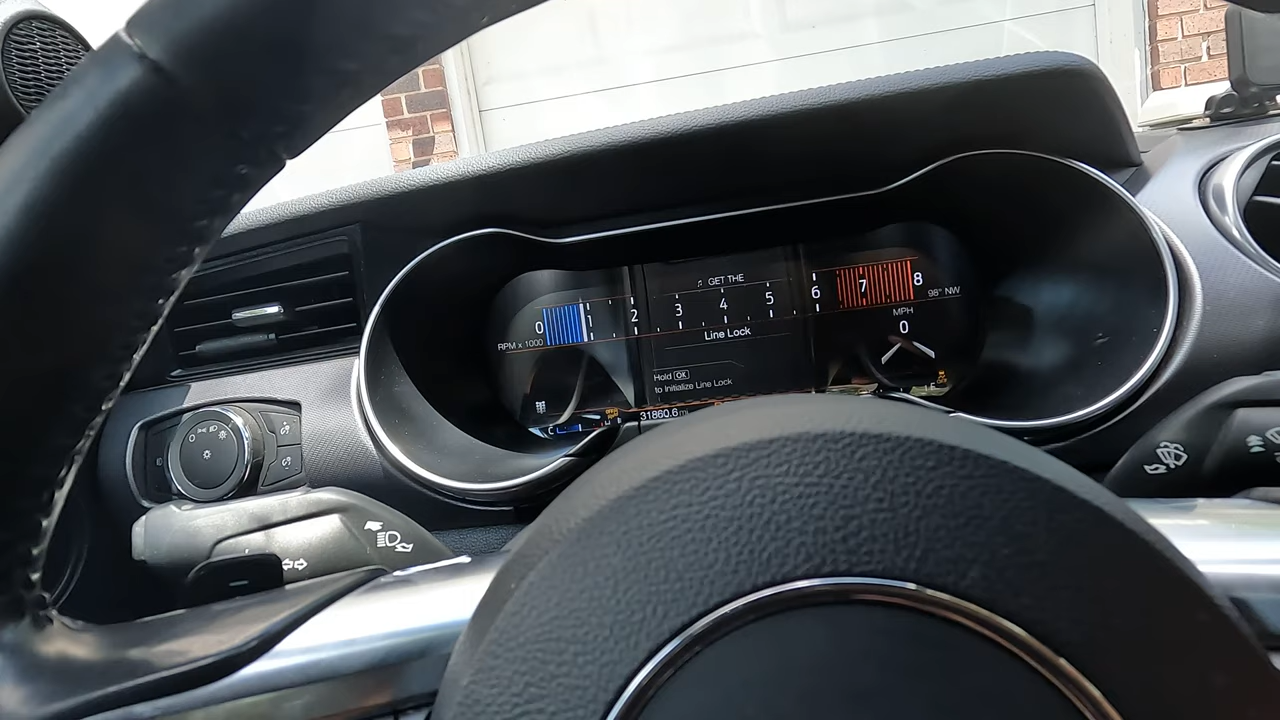 ♫ GET THE
0 1 2 3 4 5 6 7 8
RPM x 1000
98° NW
Line Lock
MPH
0
Hold OK
to Initialize Line Lock
31860.6 mi
C
E